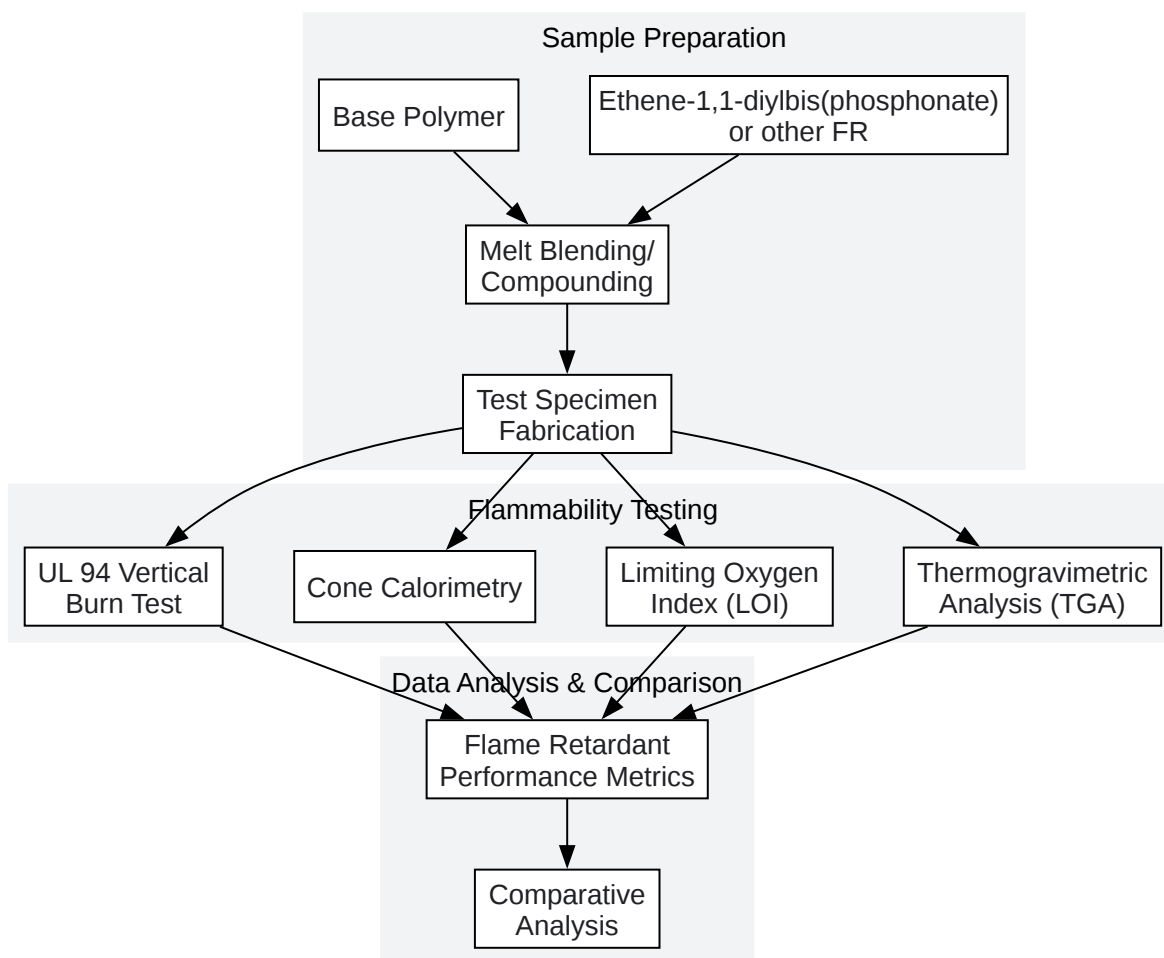 Sample Preparation
Base Polymer
Ethene-1,1-diylbis(phosphonate)
or other FR
Melt Blending/
Compounding
Test Specimen
Fabrication
Flammability Testing
UL 94 Vertical
Burn Test
Cone Calorimetry
Limiting Oxygen
Index (LOI)
Thermogravimetric
Analysis (TGA)
Data Analysis & Comparison
Flame Retardant
Performance Metrics
Comparative
Analysis